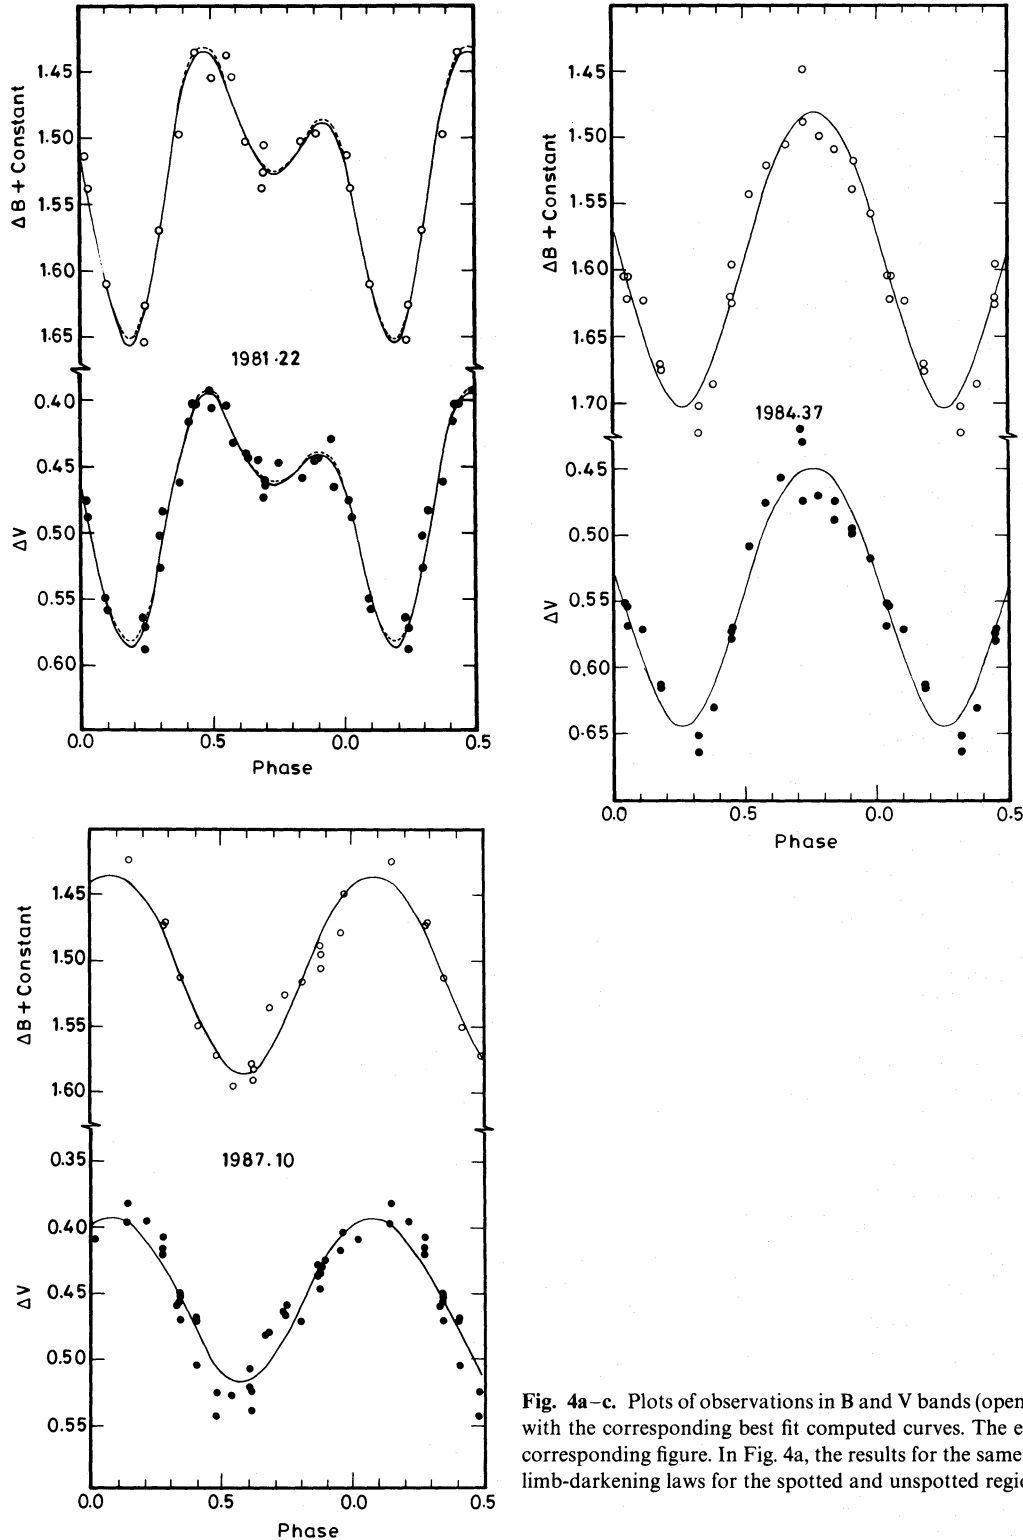 ΔB + Constant
1.45
1.50
1.55
1.60
1.65
1981.22
ΔV
0.40
0.45
0.50
0.55
0.60
0.0 0.5 0.0 0.5
Phase
ΔB + Constant
1.45
1.50
1.55
1.60
1.65
1.70
1984.37
ΔV
0.45
0.50
0.55
0.60
0.65
0.0 0.5 0.0 0.5
Phase
ΔB + Constant
1.45
1.50
1.55
1.60
1987.10
ΔV
0.35
0.40
0.45
0.50
0.55
0.0 0.5 0.0 0.5
Phase
Fig. 4a–c. Plots of observations in B and V bands (open
with the corresponding best fit computed curves. The e
corresponding figure. In Fig. 4a, the results for the same
limb-darkening laws for the spotted and unspotted regio